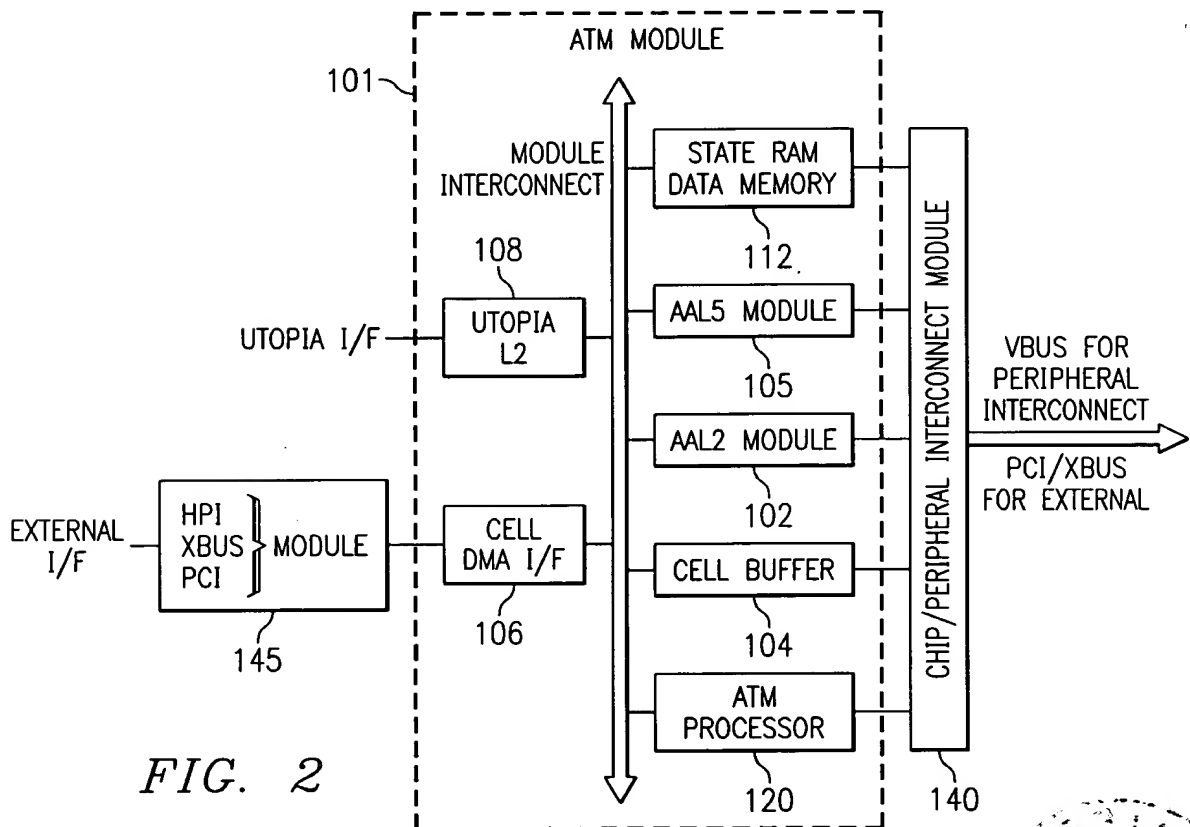 ATM MODULE
101
MODULE
INTERCONNECT
STATE RAM
DATA MEMORY
112
108
UTOPIA I/F
UTOPIA
L2
AAL5 MODULE
105
AAL2 MODULE
102
EXTERNAL
I/F
HPI
XBUS
PCI
MODULE
145
CELL
DMA I/F
106
CELL BUFFER
104
ATM
PROCESSOR
120
CHIP/PERIPHERAL INTERCONNECT MODULE
140
VBUS FOR
PERIPHERAL
INTERCONNECT
PCI/XBUS
FOR EXTERNAL
FIG. 2